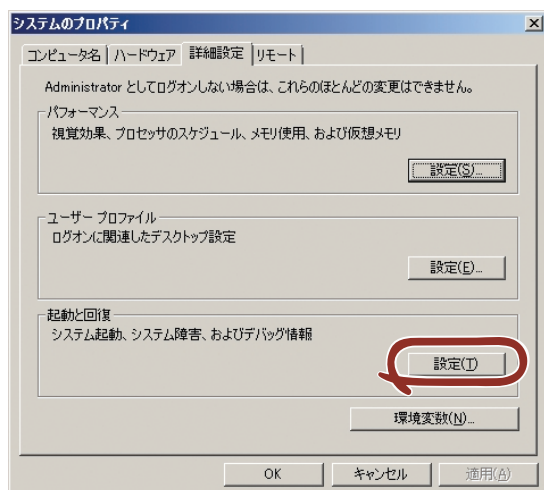 システムのプロパティ
コンピュータ名 ハードウェア 詳細設定 リモート
Administrator としてログオンしない場合は、これらのほとんどの変更はできません。
パフォーマンス
視覚効果、プロセッサのスケジュール、メモリ使用、および仮想メモリ
設定(S)...
ユーザー プロファイル
ログオンに関連したデスクトップ設定
設定(E)...
起動と回復
システム起動、システム障害、およびデバッグ情報
設定(T)
環境変数(N)...
OK キャンセル 適用(A)